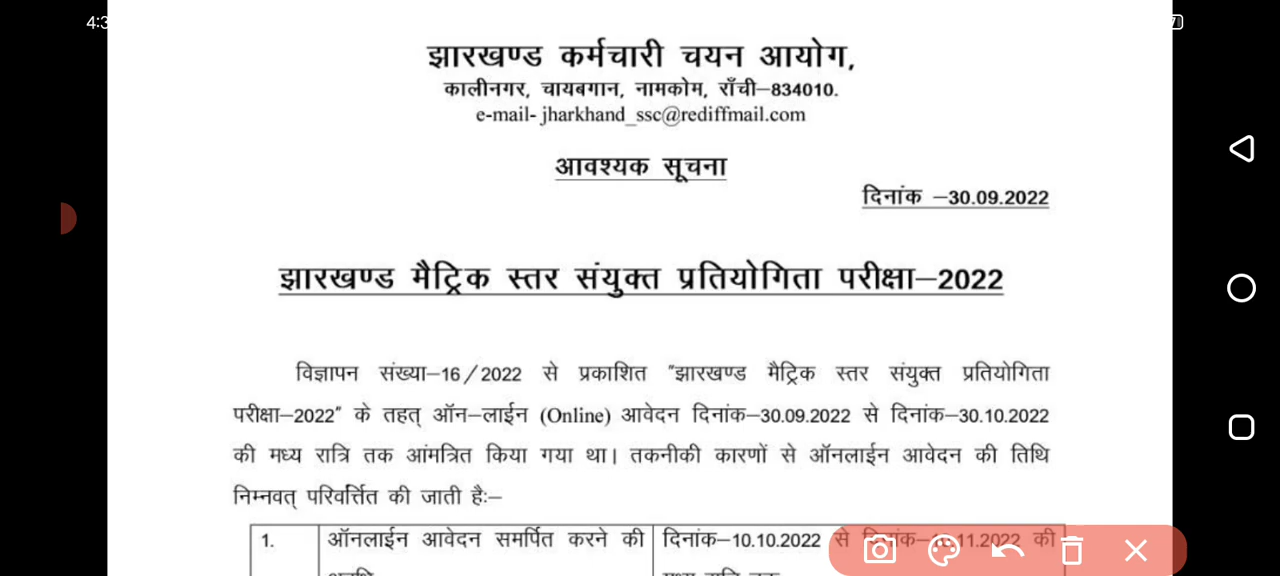 4:3
झारखण्ड कर्मचारी चयन आयोग,
कालीनगर, चायबगान, नामकोम, राँची–834010.
e-mail- jharkhand_ssc@rediffmail.com
आवश्यक सूचना
दिनांक –30.09.2022
झारखण्ड मैट्रिक स्तर संयुक्त प्रतियोगिता परीक्षा–2022
विज्ञापन संख्या–16/2022 से प्रकाशित "झारखण्ड मैट्रिक स्तर संयुक्त प्रतियोगिता
परीक्षा–2022" के तहत् ऑन–लाईन (Online) आवेदन दिनांक–30.09.2022 से दिनांक–30.10.2022
की मध्य रात्रि तक आंमत्रित किया गया था। तकनीकी कारणों से ऑनलाईन आवेदन की तिथि
निम्नवत् परिवर्त्तित की जाती हैः–
1. ऑनलाईन आवेदन समर्पित करने की दिनांक–10.10.2022 से की